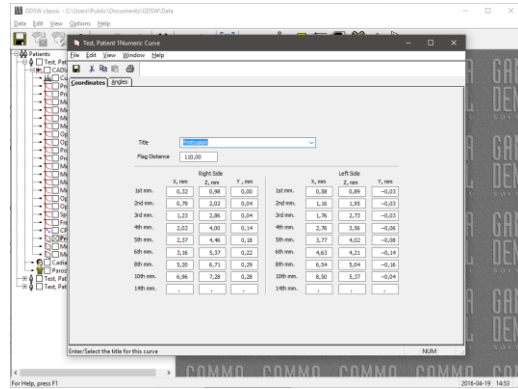 GDSW classic - C:\Users\Public\Documents\GDSW\Data
Data Edit View Options Help
Patients
Test, Pat
CADIA
Test, Patient 1Numeric Curve
File Edit View Window Help
Coordinates Angles
Title Protrusion
Flag Distance 110,00
Right Side Left Side
X, mm Z, mm Y, mm X, mm Z, mm Y, mm
1st mm. 0,32 0,98 0,00 1st mm. 0,58 0,89 -0,03
2nd mm. 0,79 2,02 0,04 2nd mm. 1,16 1,95 -0,03
3rd mm. 1,23 2,86 0,04 3rd mm. 1,76 2,73 -0,03
4th mm. 2,02 4,00 0,14 4th mm. 2,76 3,56 -0,06
5th mm. 2,37 4,46 0,18 5th mm. 3,77 4,02 -0,08
6th mm. 3,16 5,37 0,22 6th mm. 4,63 4,21 -0,14
8th mm. 5,20 6,71 0,29 8th mm. 6,54 5,04 -0,16
10th mm. 6,96 7,28 0,28 10th mm. 8,50 5,37 -0,04
14th mm. , , , 14th mm. , , ,
Test, Pat
Test, Pat
Enter/Select the title for this curve NUM
GAMMA GAMMA GAMMA
For Help, press F1 2016-04-19 14:53